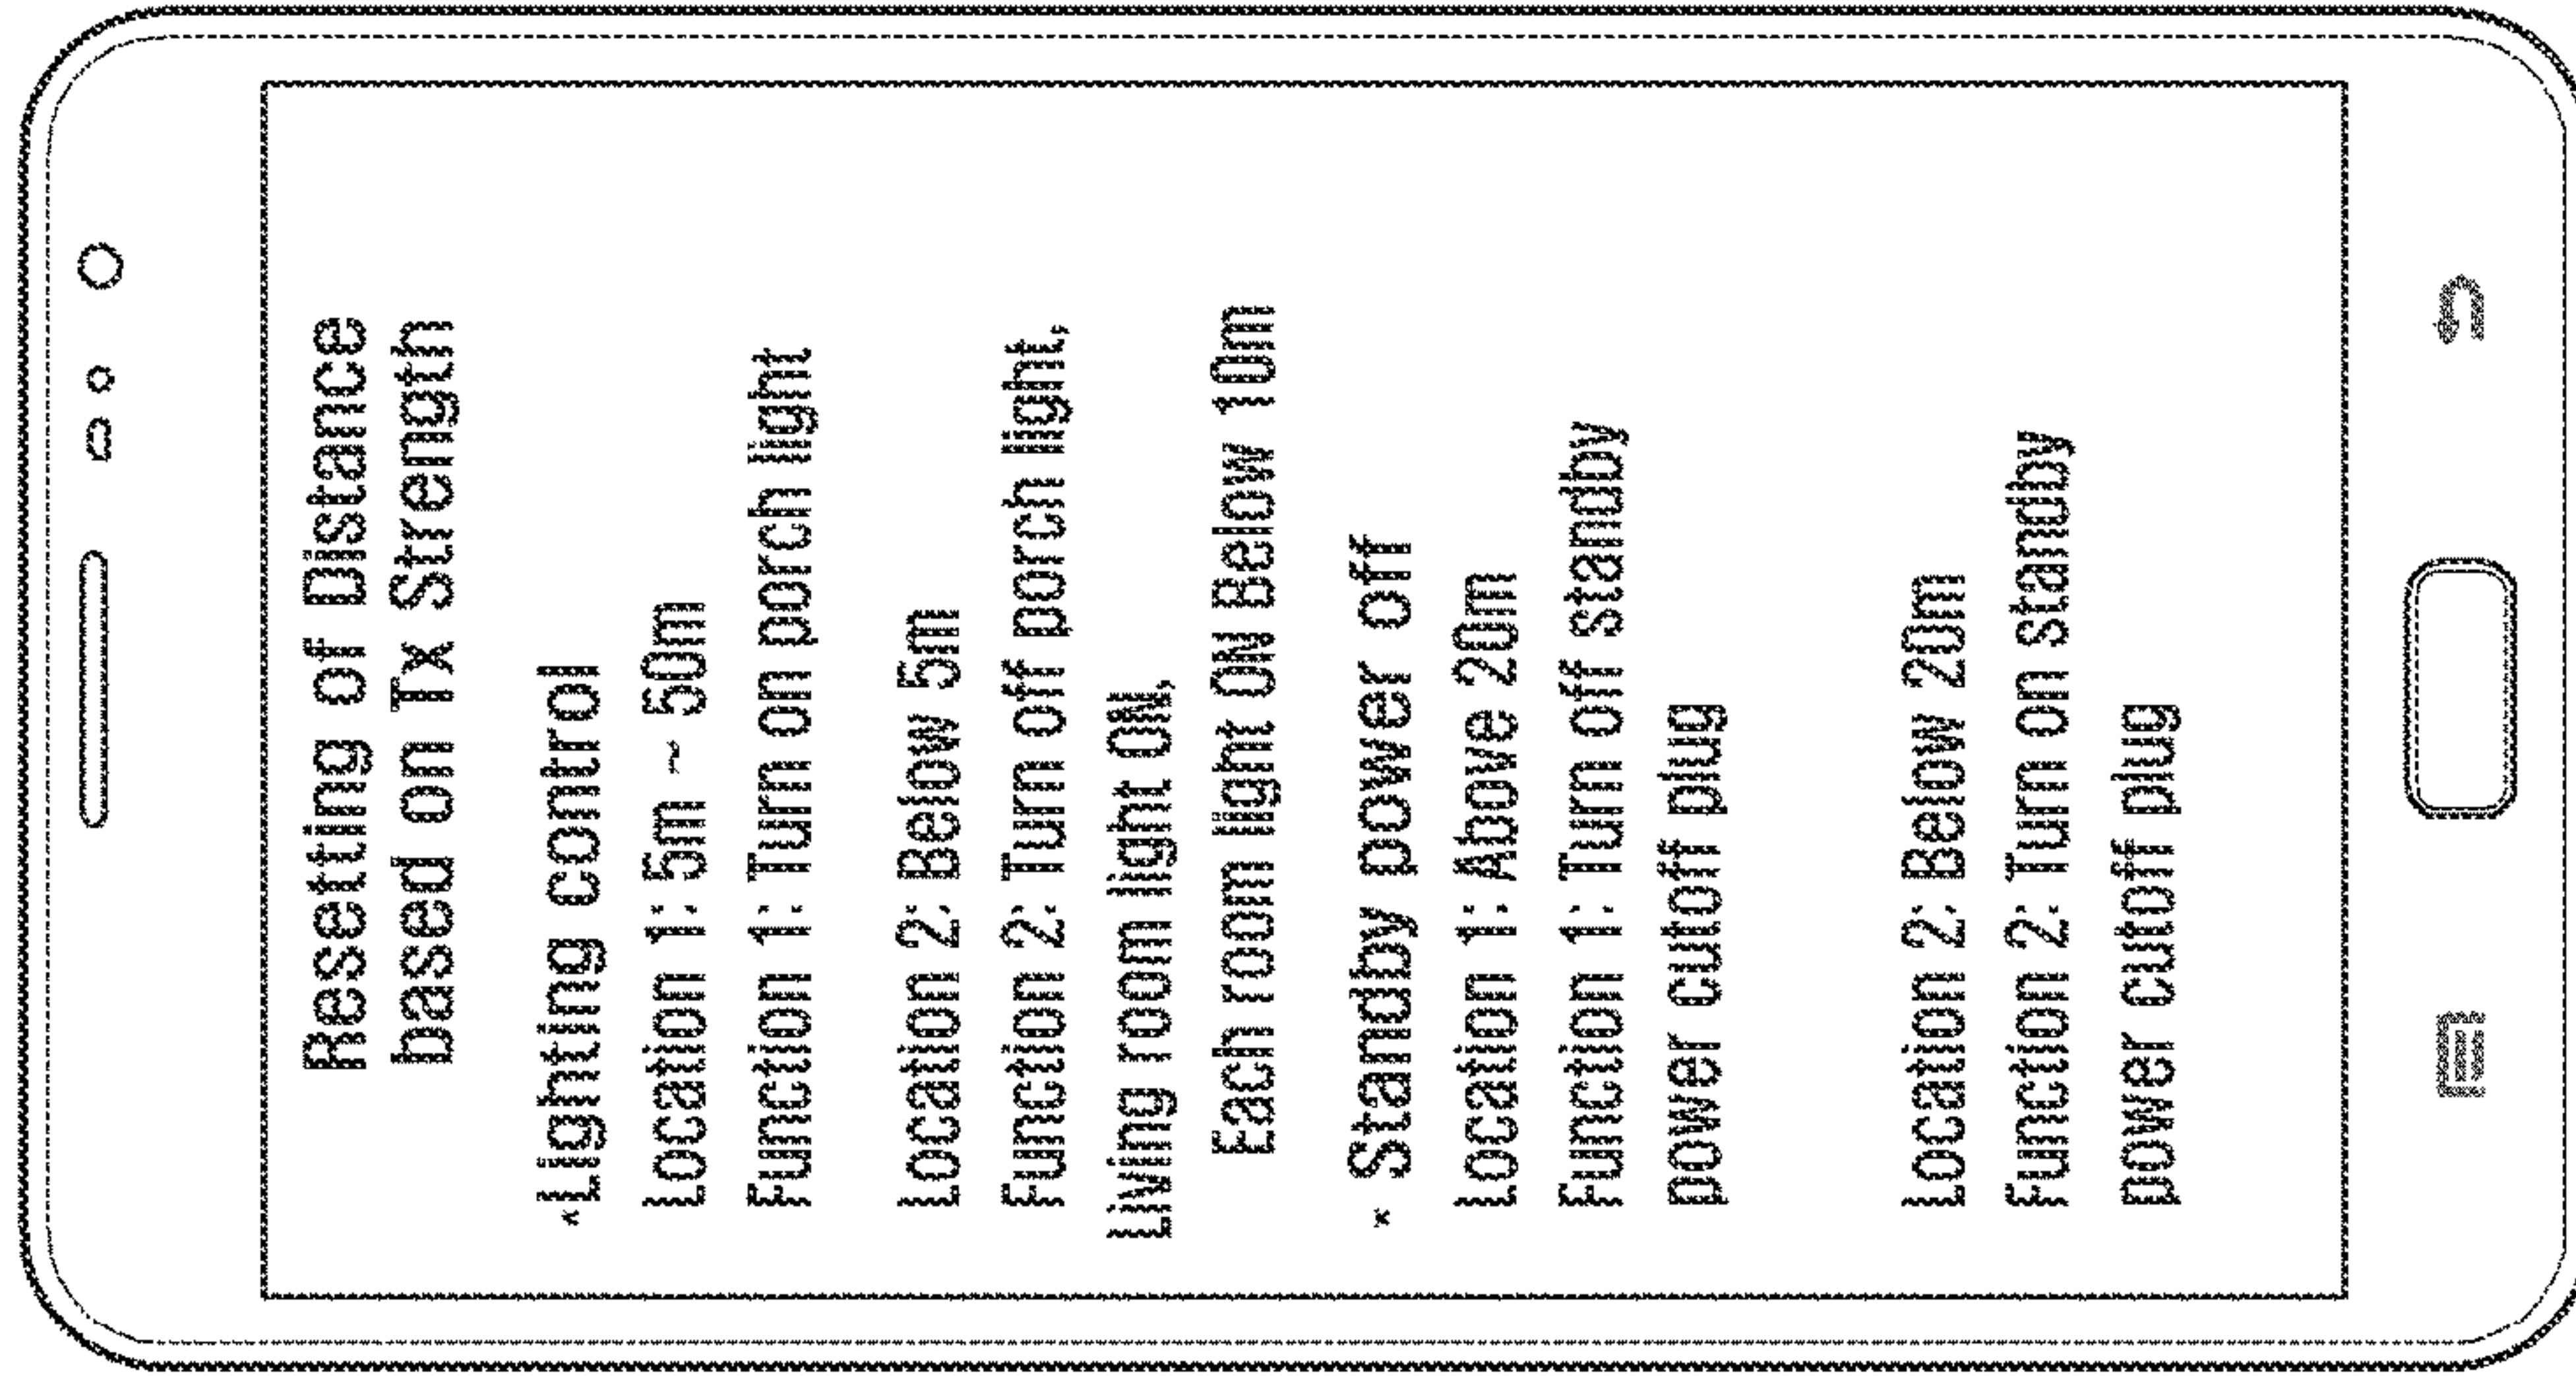 Resetting of Distance
based on Tx Strength
*Lighting control
Location 1: 5m ~ 50m
Function 1: Turn on porch light
Location 2: Below 5m
Function 2: Turn off porch light,
Living room light ON,
Each room light ON Below 10m
* Standby power off
Location 1: Above 20m
Function 1: Turn off standby
power cutoff plug
Location 2: Below 20m
Function 2: Turn on standby
power cutoff plug